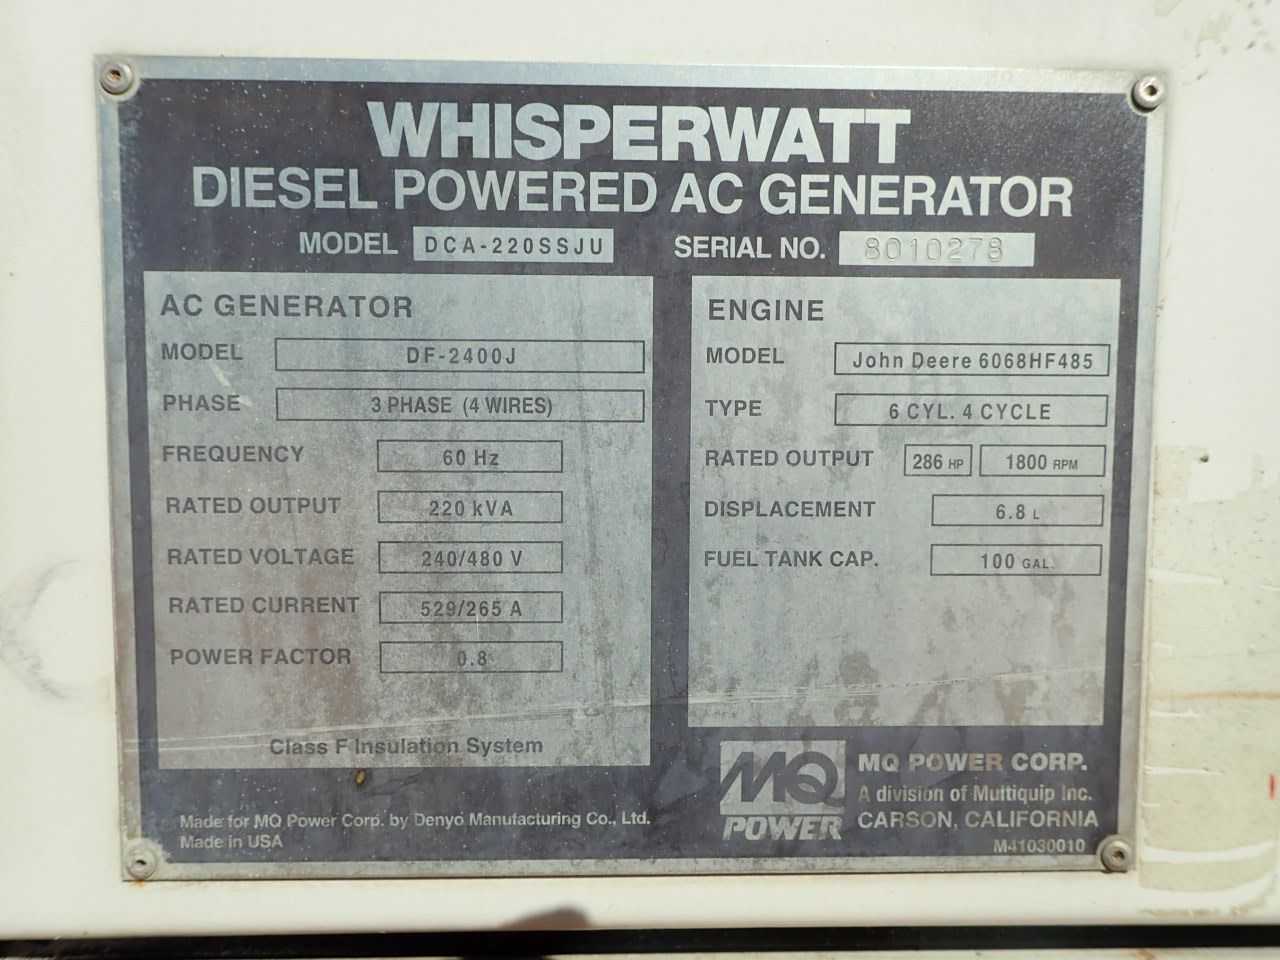 WHISPERWATT
DIESEL POWERED AC GENERATOR
MODEL DCA-220SSJU SERIAL NO. 8010278
AC GENERATOR
MODEL DF-2400J
PHASE 3 PHASE (4 WIRES)
FREQUENCY 60 Hz
RATED OUTPUT 220 kVA
RATED VOLTAGE 240/480 V
RATED CURRENT 529/265 A
POWER FACTOR 0.8
Class F Insulation System
ENGINE
MODEL John Deere 6068HF485
TYPE 6 CYL. 4 CYCLE
RATED OUTPUT 286 HP 1800 RPM
DISPLACEMENT 6.8 L
FUEL TANK CAP. 100 GAL.
Made for MQ Power Corp. by Denyo Manufacturing Co., Ltd.
Made in USA
MQ
POWER
MQ POWER CORP.
A division of Multiquip Inc.
CARSON, CALIFORNIA
M41030010